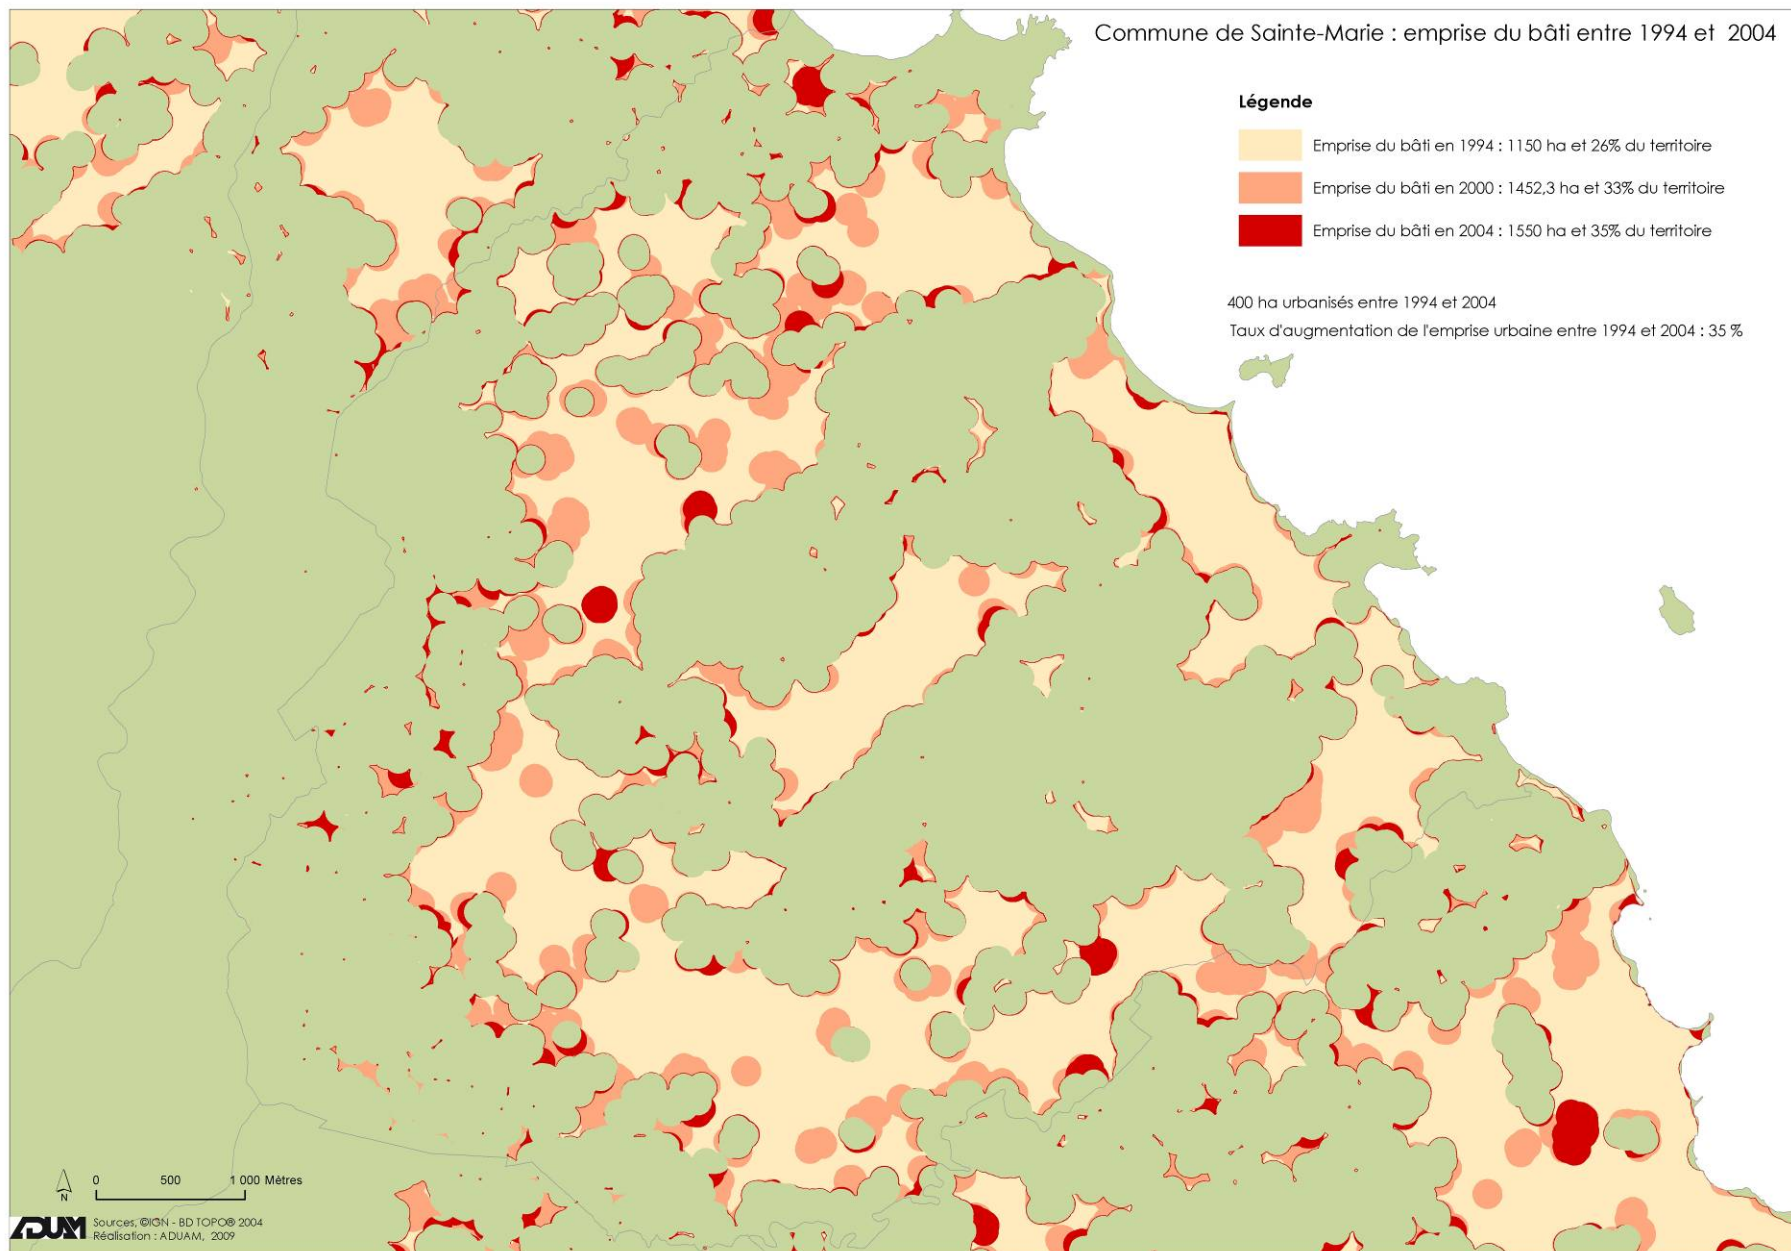 Commune de Sainte-Marie : emprise du bâti entre 1994 et 2004
Légende
Emprise du bâti en 1994 : 1150 ha et 26% du territoire
Emprise du bâti en 2000 : 1452,3 ha et 33% du territoire
Emprise du bâti en 2004 : 1550 ha et 35% du territoire
400 ha urbanisés entre 1994 et 2004
Taux d'augmentation de l'emprise urbaine entre 1994 et 2004 : 35 %
N
0 500 1 000 Mètres
ADUAM
Sources, ©IGN - BD TOPO® 2004
Réalisation : ADUAM, 2009